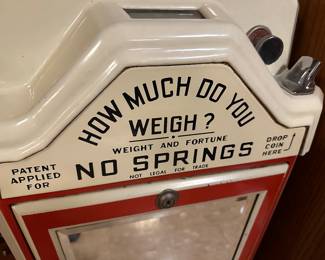 HOW MUCH DO YOU
WEIGH?
WEIGHT AND FORTUNE
NO SPRINGS
NOT LEGAL FOR TRADE
PATENT
APPLIED
FOR
DROP
COIN
HERE